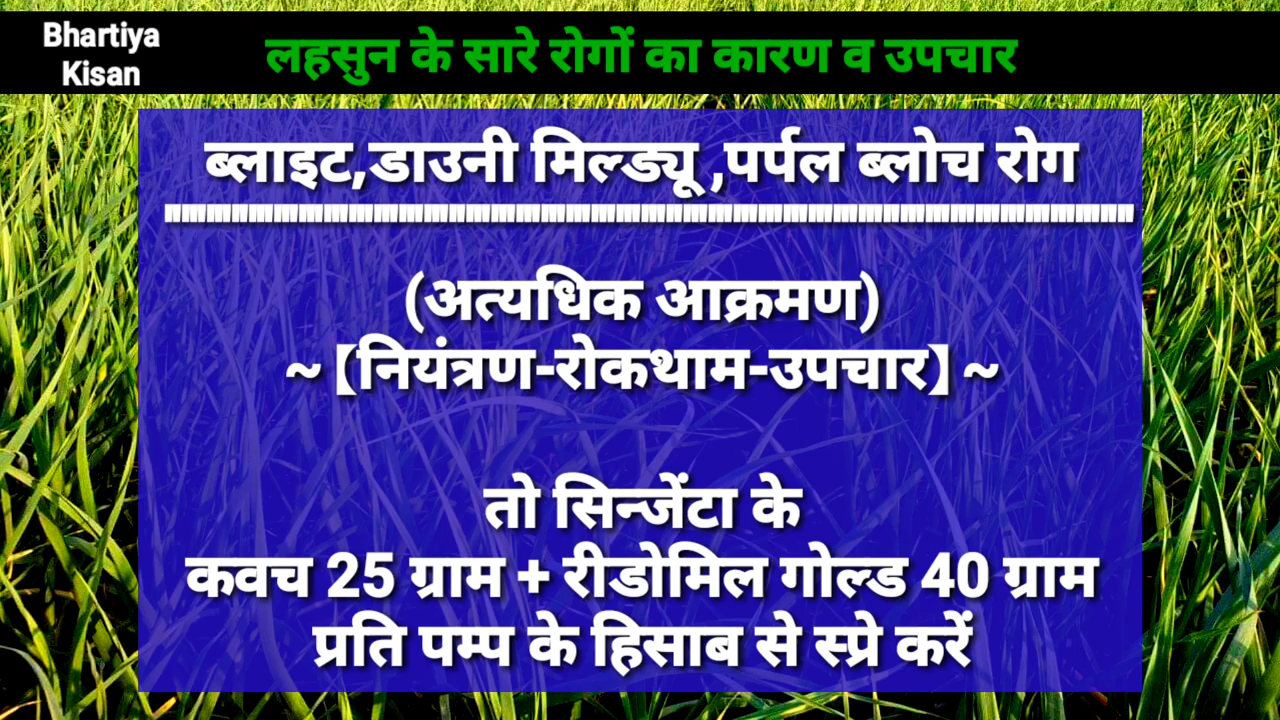 Bhartiya
Kisan
लहसुन के सारे रोगों का कारण व उपचार
ब्लाइट,डाउनी मिल्ड्यू ,पर्पल ब्लोच रोग
(अत्यधिक आक्रमण)
~【नियंत्रण-रोकथाम-उपचार】~
तो सिन्जेंटा के
कवच 25 ग्राम + रीडोमिल गोल्ड 40 ग्राम
प्रति पम्प के हिसाब से स्प्रे करें